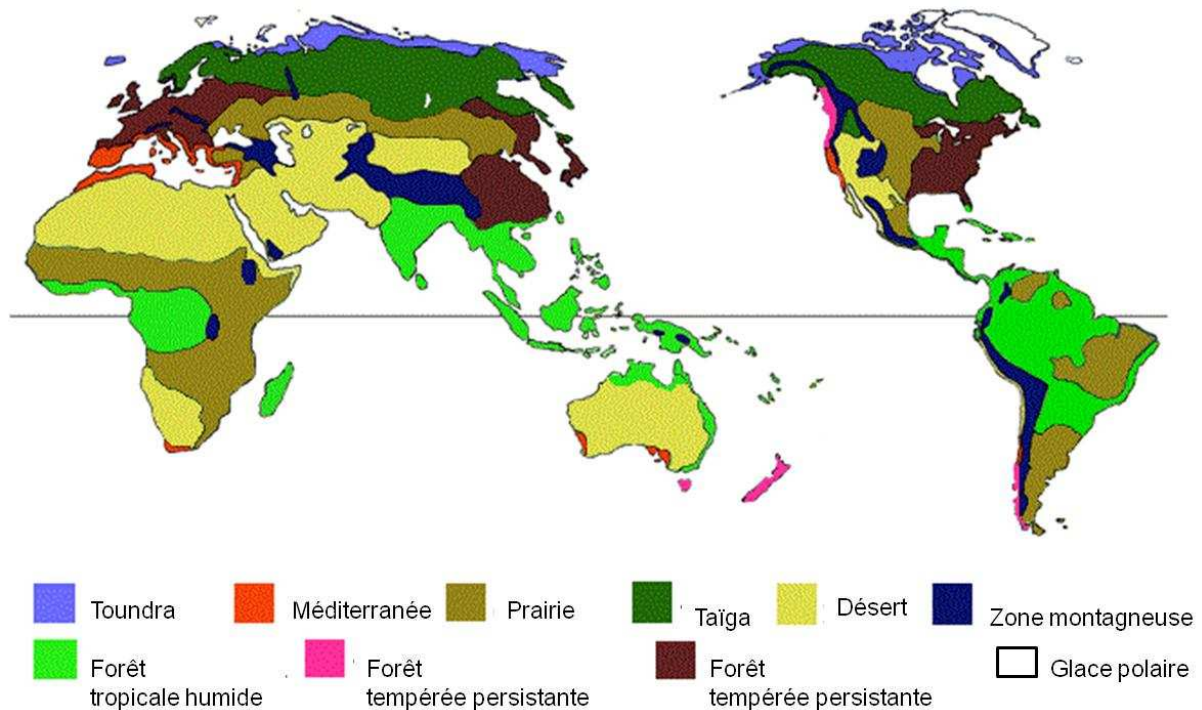 Toundra
Méditerranée
Prairie
Taïga
Désert
Zone montagneuse
Forêt
tropicale humide
Forêt
tempérée persistante
Forêt
tempérée persistante
Glace polaire